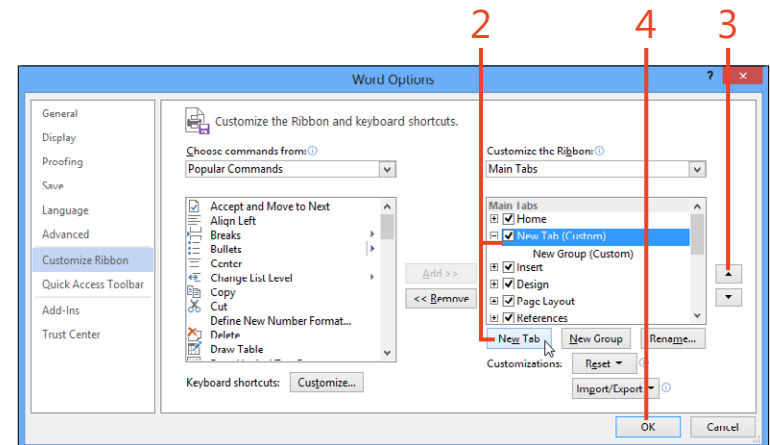 2 4 3
Word Options
? ×
General
Display
Proofing
Save
Language
Advanced
Customize Ribbon
Quick Access Toolbar
Add-Ins
Trust Center
Customize the Ribbon and keyboard shortcuts.
Choose commands from:
Popular Commands
Accept and Move to Next
Align Left
Breaks
Bullets
Center
Change List Level
Copy
Cut
Define New Number Format...
Delete
Draw Table
Keyboard shortcuts: Customize...
Add >>
<< Remove
Customize the Ribbon:
Main Tabs
Main Tabs
Home
New Tab (Custom)
New Group (Custom)
Insert
Design
Page Layout
References
New Tab New Group Rename...
Customizations: Reset
Import/Export
OK Cancel